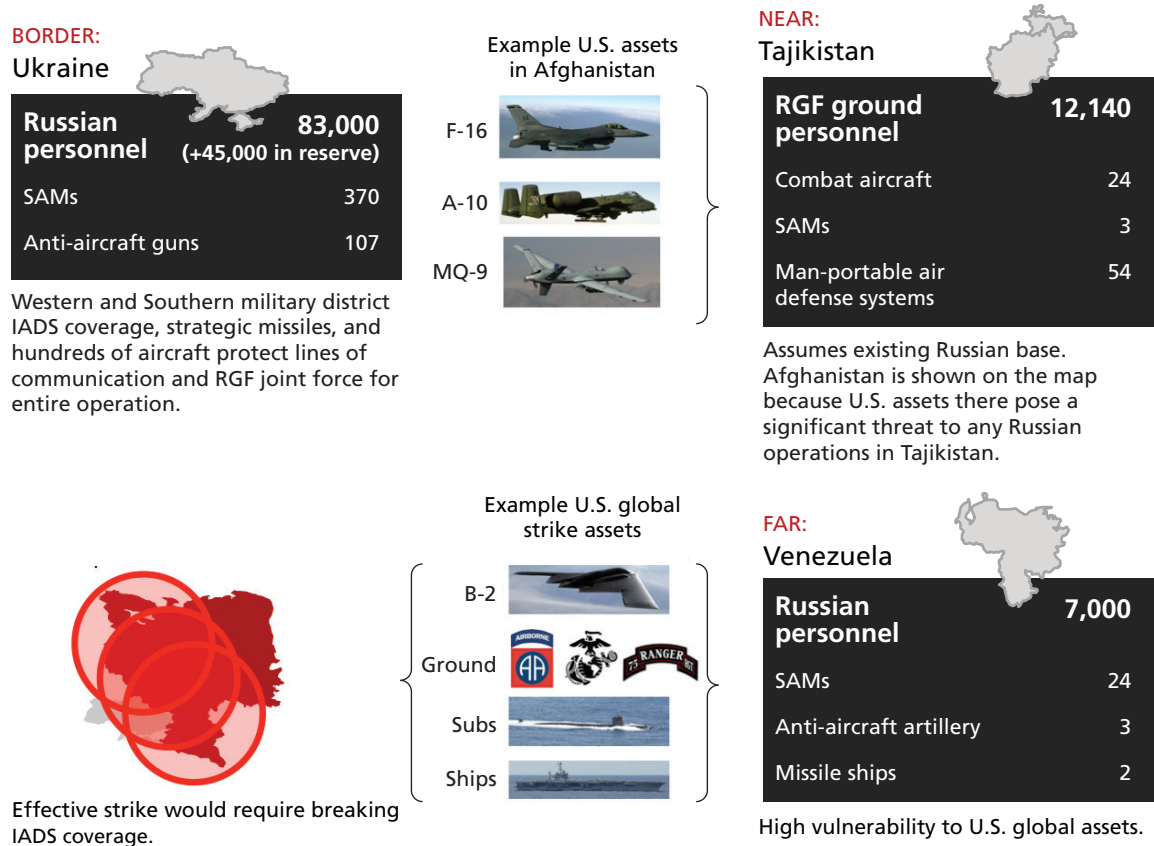 BORDER:
Ukraine
Russian
personnel
83,000
(+45,000 in reserve)
SAMs 370
Anti-aircraft guns 107
Western and Southern military district
IADS coverage, strategic missiles, and
hundreds of aircraft protect lines of
communication and RGF joint force for
entire operation.
Example U.S. assets
in Afghanistan
F-16
A-10
MQ-9
NEAR:
Tajikistan
RGF ground
personnel
12,140
Combat aircraft 24
SAMs 3
Man-portable air
defense systems
54
Assumes existing Russian base.
Afghanistan is shown on the map
because U.S. assets there pose a
significant threat to any Russian
operations in Tajikistan.
Effective strike would require breaking
IADS coverage.
Example U.S. global
strike assets
B-2
Ground
AIRBORNE
AA
75 RANGER RGT
Subs
Ships
FAR:
Venezuela
Russian
personnel
7,000
SAMs 24
Anti-aircraft artillery 3
Missile ships 2
High vulnerability to U.S. global assets.